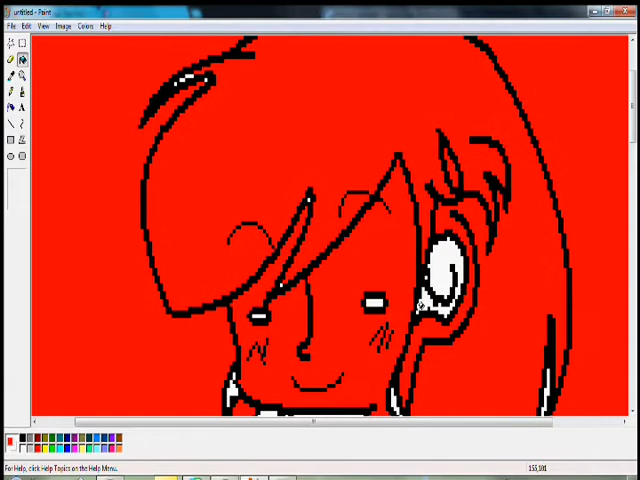 untitled - Paint
File Edit View Image Colors Help
A
For Help, click Help Topics on the Help Menu.
155,101